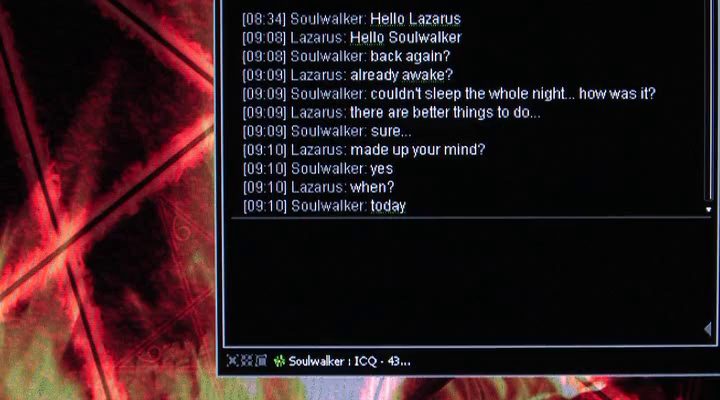 [08:34] Soulwalker: Hello Lazarus
[09:08] Lazarus: Hello Soulwalker
[09:08] Soulwalker: back again?
[09:09] Lazarus: already awake?
[09:09] Soulwalker: couldn't sleep the whole night... how was it?
[09:09] Lazarus: there are better things to do...
[09:09] Soulwalker: sure...
[09:10] Lazarus: made up your mind?
[09:10] Soulwalker: yes
[09:10] Lazarus: when?
[09:10] Soulwalker: today
Soulwalker : ICQ - 43...